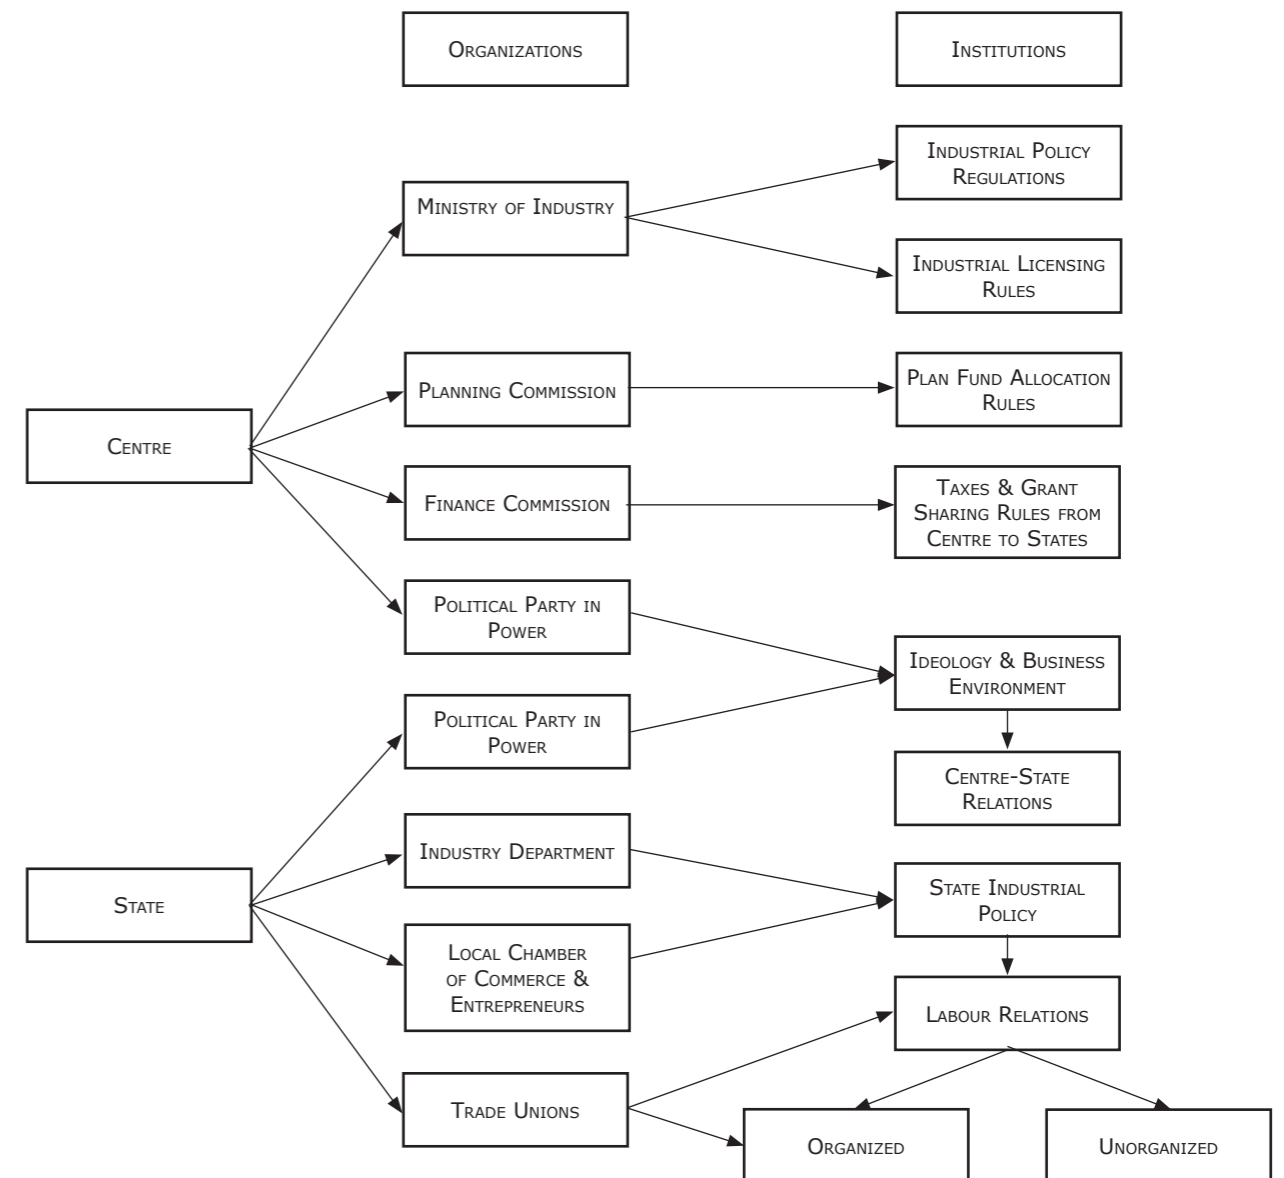 Organizations
Institutions
Industrial Policy
Regulations
Ministry of Industry
Industrial Licensing
Rules
Planning Commission
Plan Fund Allocation
Rules
Centre
Finance Commission
Taxes & Grant
Sharing Rules from
Centre to States
Political Party in
Power
Ideology & Business
Environment
Political Party in
Power
Centre-State
Relations
Industry Department
State
State Industrial
Policy
Local Chamber
of Commerce &
Entrepreneurs
Labour Relations
Trade Unions
Organized
Unorganized